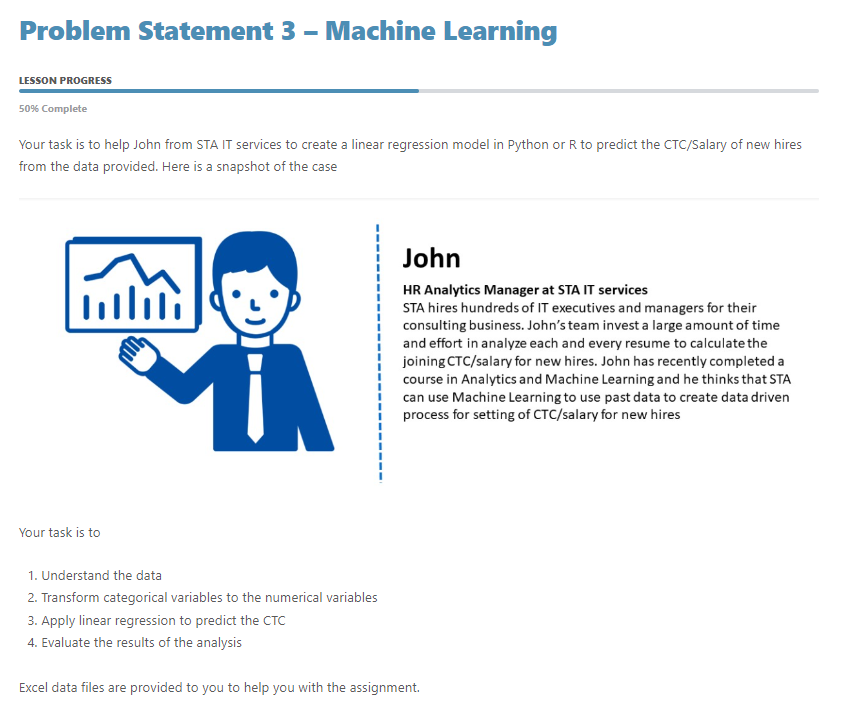 Problem Statement 3 – Machine Learning
LESSON PROGRESS
50% Complete
Your task is to help John from STA IT services to create a linear regression model in Python or R to predict the CTC/Salary of new hires
from the data provided. Here is a snapshot of the case
John
HR Analytics Manager at STA IT services
STA hires hundreds of IT executives and managers for their
consulting business. John's team invest a large amount of time
and effort in analyze each and every resume to calculate the
joining CTC/salary for new hires. John has recently completed a
course in Analytics and Machine Learning and he thinks that STA
can use Machine Learning to use past data to create data driven
process for setting of CTC/salary for new hires
Your task is to
1. Understand the data
2. Transform categorical variables to the numerical variables
3. Apply linear regression to predict the CTC
4. Evaluate the results of the analysis
Excel data files are provided to you to help you with the assignment.